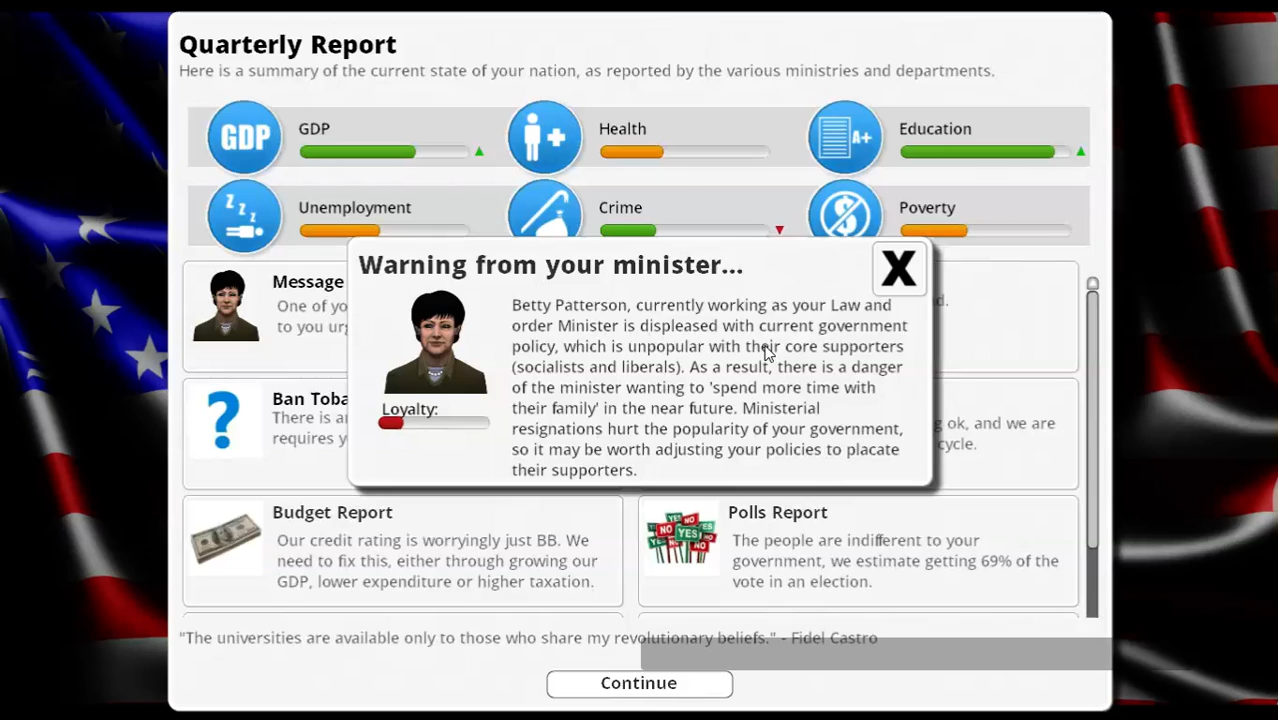 Quarterly Report
Here is a summary of the current state of your nation, as reported by the various ministries and departments.
GDP
GDP
Health
A+
Education
Z Z Z
Unemployment
Crime
$
Poverty
Message
One of yo
to you urg
d.
Warning from your minister...
X
Betty Patterson, currently working as your Law and
order Minister is displeased with current government
policy, which is unpopular with their core supporters
(socialists and liberals). As a result, there is a danger
of the minister wanting to 'spend more time with
their family' in the near future. Ministerial
resignations hurt the popularity of your government,
so it may be worth adjusting your policies to placate
their supporters.
Loyalty:
?
Ban Toba
There is a
requires y
g ok, and we are
cycle.
Budget Report
Our credit rating is worryingly just BB. We
need to fix this, either through growing our
GDP, lower expenditure or higher taxation.
YES NO
NO YES NO
Polls Report
The people are indifferent to your
government, we estimate getting 69% of the
vote in an election.
"The universities are available only to those who share my revolutionary beliefs." - Fidel Castro
Continue